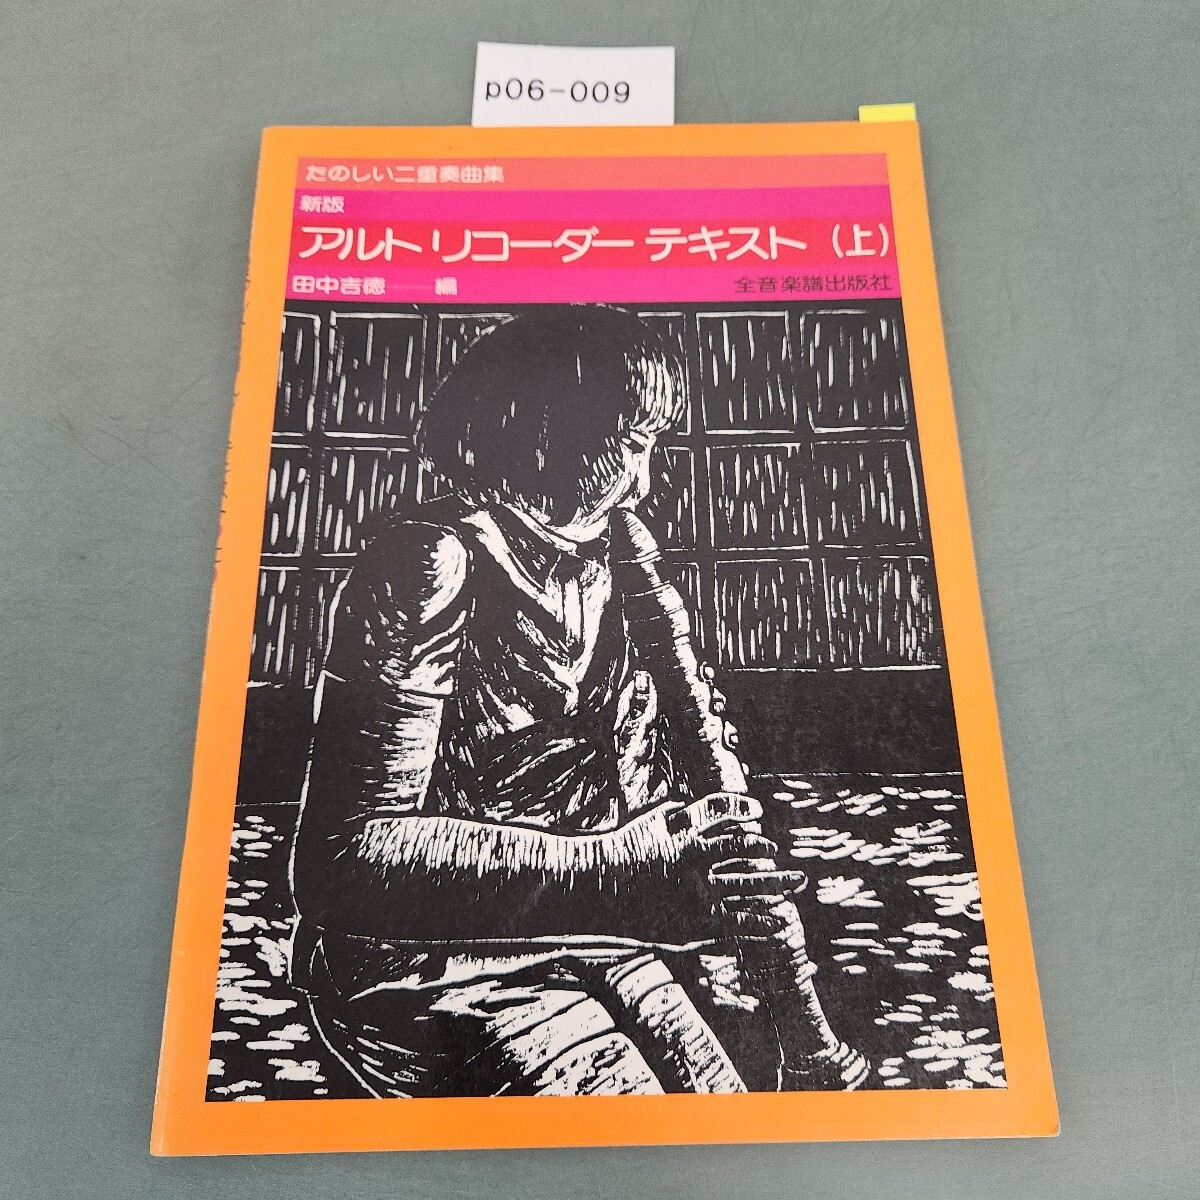 p06-009
たのしい二重奏曲集
新版
アルト リコーダー テキスト (上)
田中吉徳──編
全音楽譜出版社